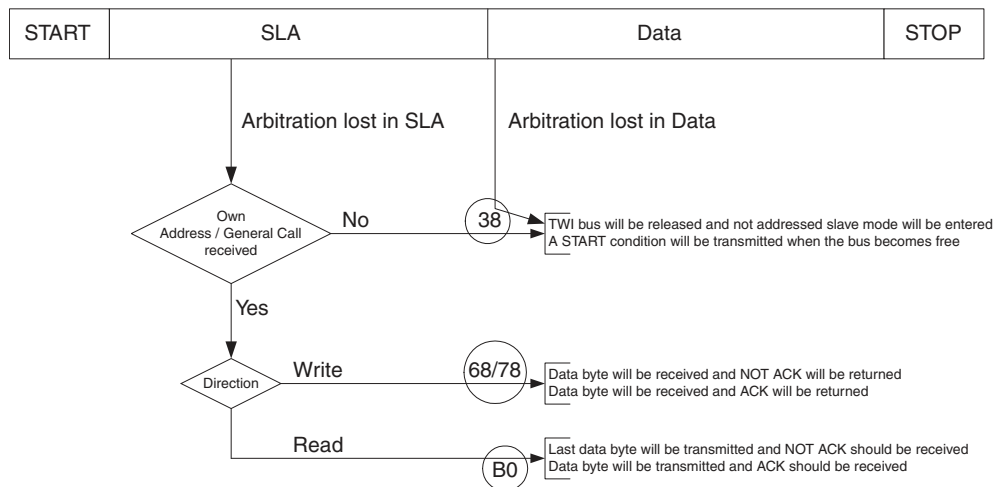 START
SLA
Data
STOP
Arbitration lost in SLA
Arbitration lost in Data
Own
Address / General Call
received
No
38
TWI bus will be released and not addressed slave mode will be entered
A START condition will be transmitted when the bus becomes free
Yes
Direction
Write
68/78
Data byte will be received and NOT ACK will be returned
Data byte will be received and ACK will be returned
Read
B0
Last data byte will be transmitted and NOT ACK should be received
Data byte will be transmitted and ACK should be received